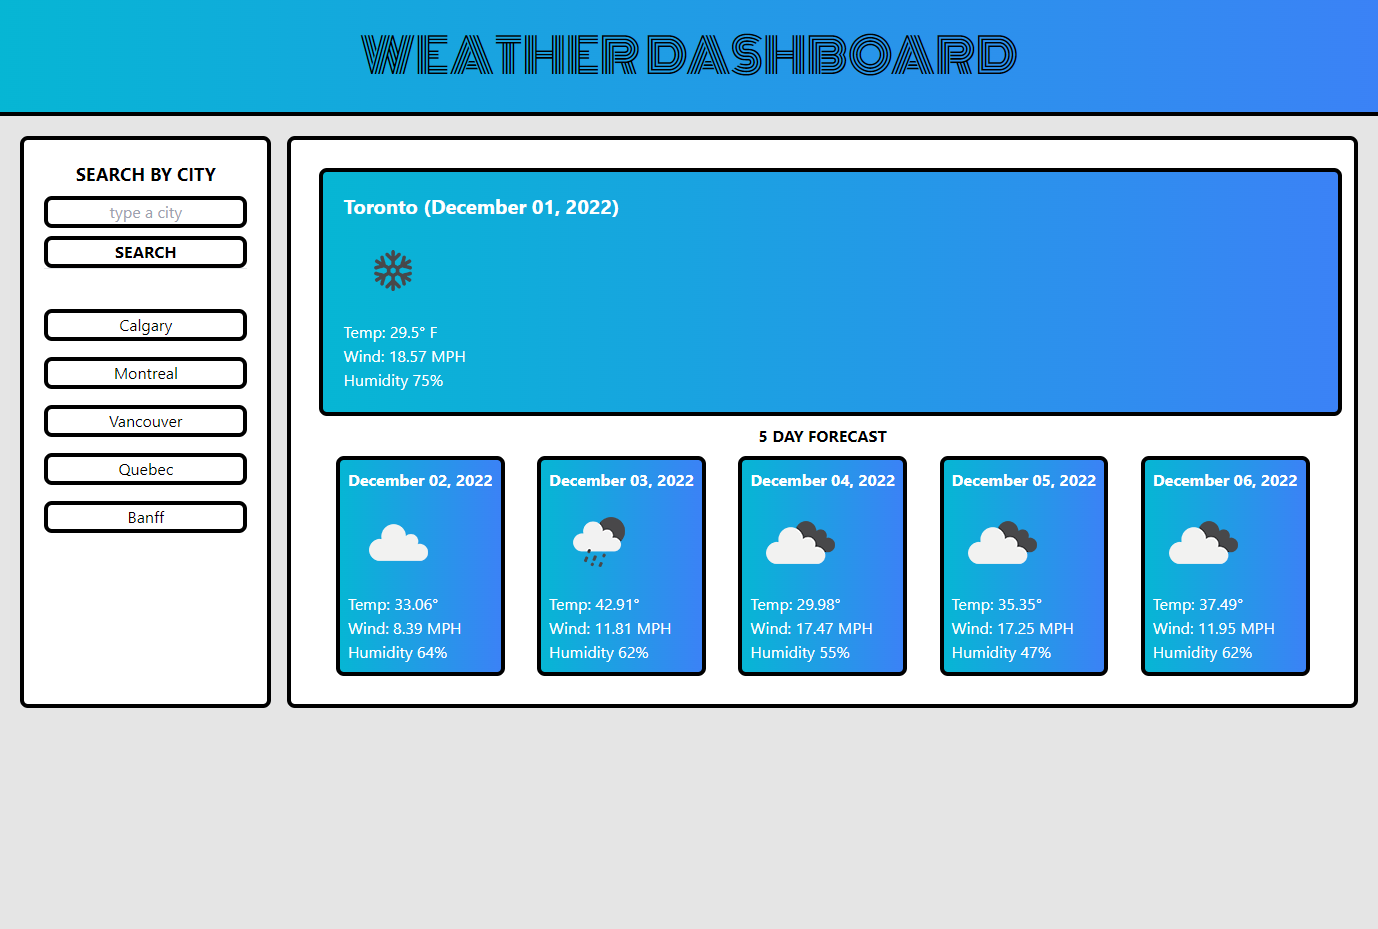 WEATHER DASHBOARD
SEARCH BY CITY
type a city
SEARCH
Calgary
Montreal
Vancouver
Quebec
Banff
Toronto (December 01, 2022)
Temp: 29.5° F
Wind: 18.57 MPH
Humidity 75%
5 DAY FORECAST
December 02, 2022
Temp: 33.06°
Wind: 8.39 MPH
Humidity 64%
December 03, 2022
Temp: 42.91°
Wind: 11.81 MPH
Humidity 62%
December 04, 2022
Temp: 29.98°
Wind: 17.47 MPH
Humidity 55%
December 05, 2022
Temp: 35.35°
Wind: 17.25 MPH
Humidity 47%
December 06, 2022
Temp: 37.49°
Wind: 11.95 MPH
Humidity 62%